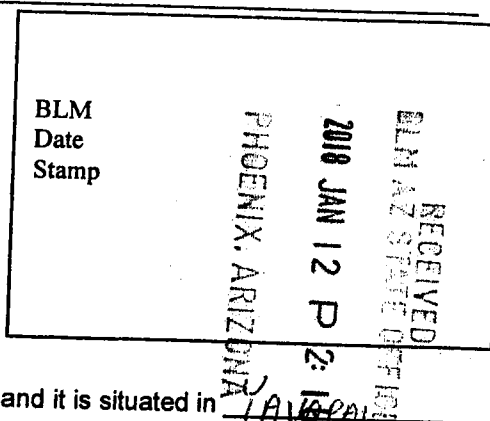 BLM
Date
Stamp
RECEIVED
BLM AZ STATE OFFICE
2018 JAN 12 P 2:
PHOENIX, ARIZONA
and it is situated in YAVAPAI